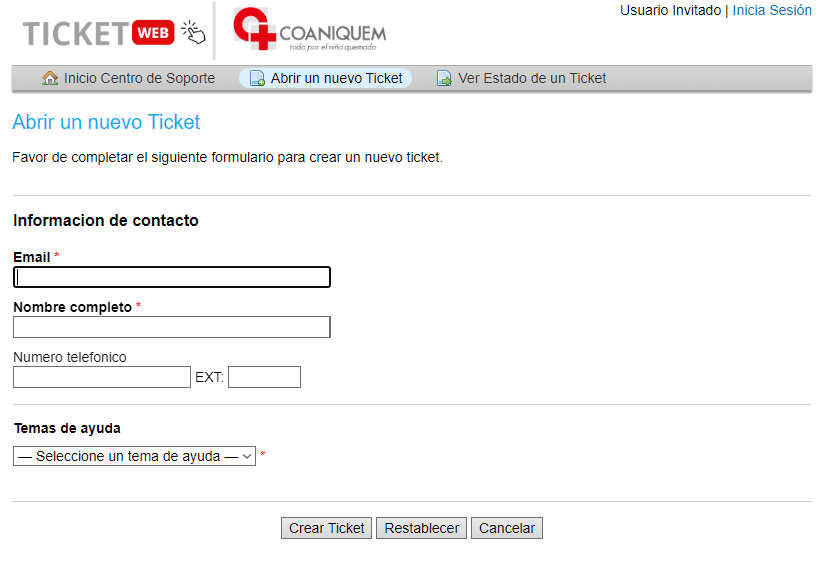 Usuario Invitado | Inicia Sesión
TICKET WEB
COANIQUEM
todo por el niño quemado
Inicio Centro de Soporte Abrir un nuevo Ticket Ver Estado de un Ticket
Abrir un nuevo Ticket
Favor de completar el siguiente formulario para crear un nuevo ticket.
Informacion de contacto
Email *
Nombre completo *
Numero telefonico
EXT:
Temas de ayuda
— Seleccione un tema de ayuda — *
Crear Ticket Restablecer Cancelar